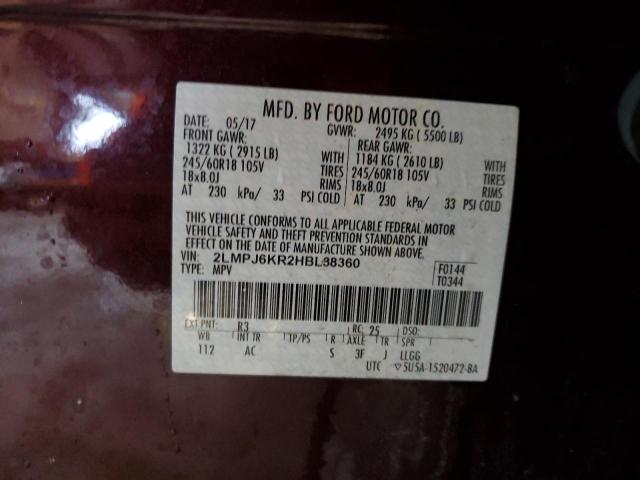 MFD. BY FORD MOTOR CO.
DATE: 05/17 GVWR: 2495 KG ( 5500 LB)
FRONT GAWR: REAR GAWR:
1322 KG ( 2915 LB) WITH 1184 KG ( 2610 LB) WITH
245/60R18 105V TIRES 245/60R18 105V TIRES
18x8.0J RIMS 18x8.0J RIMS
AT 230 kPa/ 33 PSI COLD AT 230 kPa/ 33 PSI COLD
THIS VEHICLE CONFORMS TO ALL APPLICABLE FEDERAL MOTOR
VEHICLE SAFETY AND THEFT PREVENTION STANDARDS IN
EFFECT ON THE DATE OF MANUFACTURE SHOWN ABOVE.
VIN: 2LMPJ6KR2HBL38360
TYPE: MPV
F0144
T0344
EXT PNT: R3 RC: 25 DSO:
WB INT TR TP/PS R AXLE TR SPR
112 AC S 3F J LLGG
UTC ▽5U5A-1520472-BA